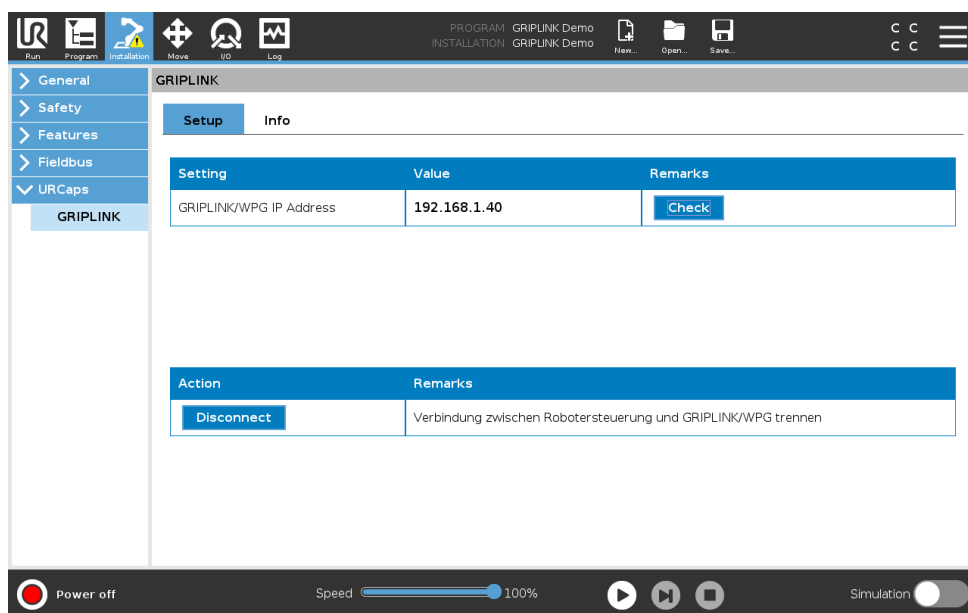 UR
PROGRAM GRIPLINK Demo
INSTALLATION GRIPLINK Demo
C C
C C
Run Program Installation Move I/O Log New... Open... Save...
General
Safety
Features
Fieldbus
URCaps
GRIPLINK
GRIPLINK
Setup Info
Setting Value Remarks
GRIPLINK/WPG IP Address 192.168.1.40 Check
Action Remarks
Disconnect Verbindung zwischen Robotersteuerung und GRIPLINK/WPG trennen
Power off Speed 100% Simulation